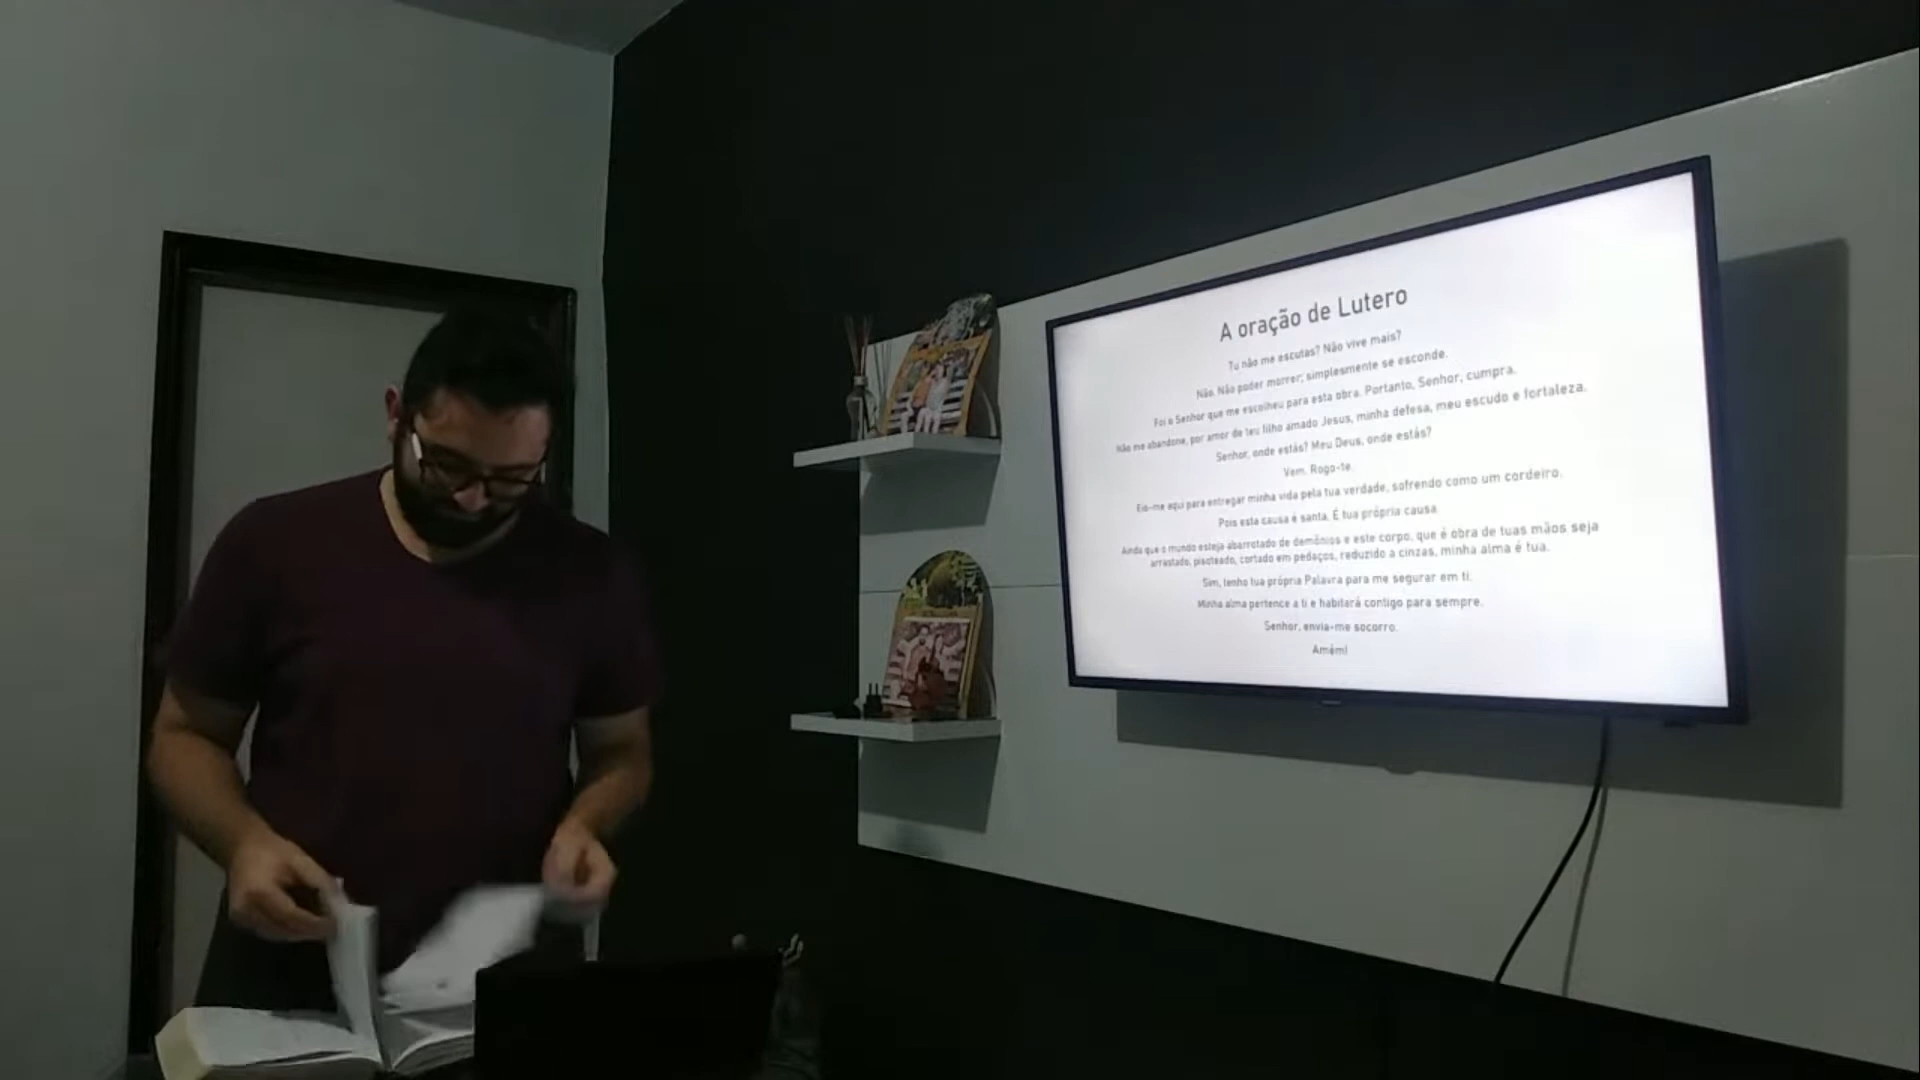 A oração de Lutero
Tu não me escutas? Não vive mais?
Não. Não poder morrer; simplesmente se esconde.
Foi o Senhor que me escolheu para esta obra. Portanto, Senhor, cumpra.
Não me abandone, por amor de teu filho amado Jesus, minha defesa, meu escudo e fortaleza.
Senhor, onde estás? Meu Deus, onde estás?
Vem. Rogo-te.
Eis-me aqui para entregar minha vida pela tua verdade, sofrendo como um cordeiro.
Pois esta causa é santa. É tua própria causa.
Ainda que o mundo esteja abarrotado de demônios e este corpo, que é obra de tuas mãos seja
arrastado, pisoteado, cortado em pedaços, reduzido a cinzas, minha alma é tua.
Sim, tenho tua própria Palavra para me segurar em ti.
Minha alma pertence a ti e habitará contigo para sempre.
Senhor, envia-me socorro.
Amém!